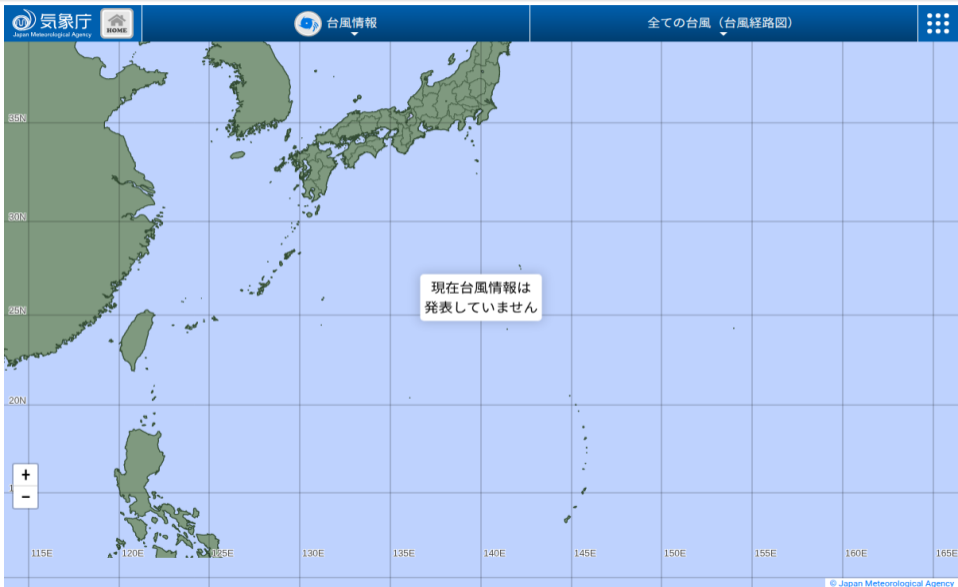 気象庁
Japan Meteorological Agency
HOME
台風情報
全ての台風（台風経路図）
35N
30N
現在台風情報は
発表していません
25N
20N
+
−
115E 120E 125E 130E 135E 140E 145E 150E 155E 160E 165E
© Japan Meteorological Agency